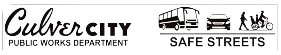 Culver CITY
PUBLIC WORKS DEPARTMENT
SAFE STREETS